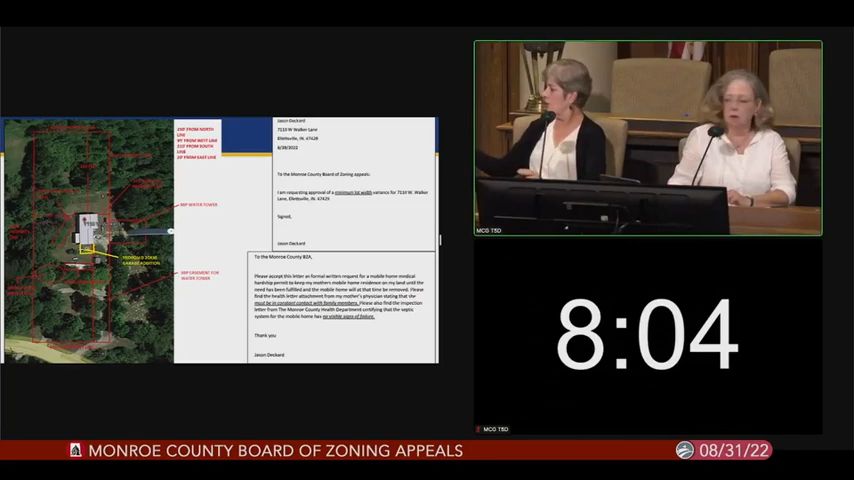 230' FROM NORTH
LINE
95' FROM WEST LINE
SOUTH
LINE
20' FROM EAST LINE
SBP WATER TOWER
PROPOSED 20X30
GARAGE ADDITION
SBP EASEMENT FOR
WATER TOWER
Jason Deckard
7110 W Walker Lane
Ellettsville, IN. 47429
To the Monroe County Board of Zoning appeals:
I am requesting approval of a minimum lot width variance for 7110 W. Walker
Lane, Ellettsville, IN. 47429
Signed,
Jason Deckard
To the Monroe County BZA,
Please accept this letter as formal written request for a mobile home medical
hardship permit to keep my mothers mobile home residence on my land until the
need has been fulfilled and the mobile home will at that time be removed. Please
find the health letter attachment from my mother's physician stating that she
must be in constant contact with family members. Please also find the inspection
letter from The Monroe County Health Department certifying that the septic
system for the mobile home has no visible signs of failure.
Thank you
Jason Deckard
MCG TSD
8:04
MCG TSD
MONROE COUNTY BOARD OF ZONING APPEALS
08/31/22